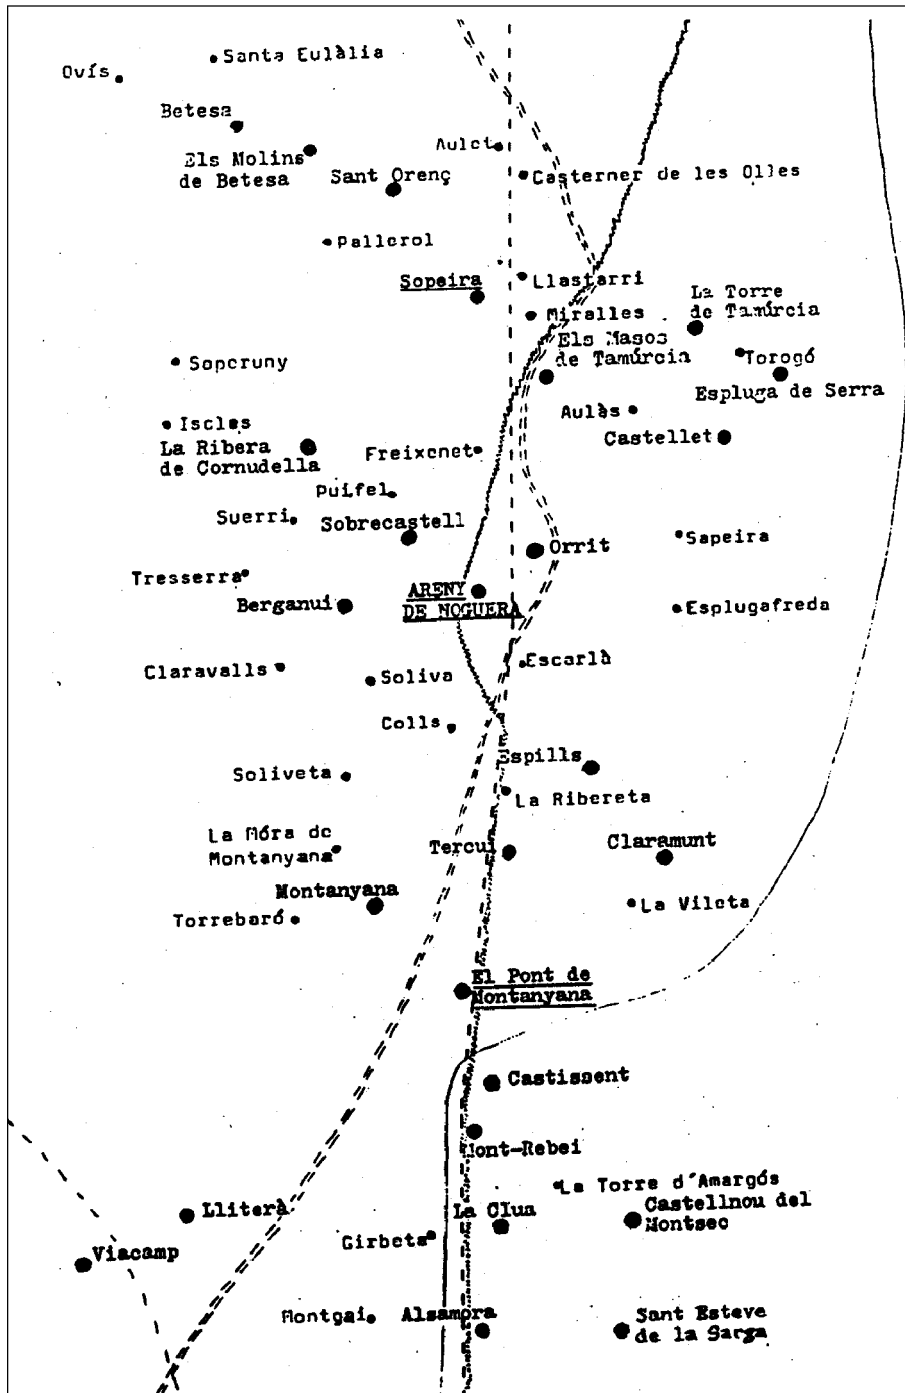 Santa Eulàlia
Ovís
Betesa
Aulet
Els Molins
de Betesa
Sant Orenç
Casterner de les Olles
Pallerol
Sopeira
Llastarri
La Torre
de Tamúrcia
Miralles
Els Masos
de Tamúrcia
Torogó
Sopcruny
Espluga de Serra
Aulàs
Iscles
Castellet
La Ribera
de Cornudella
Freixenet
Puifel
Suerri
Sobrecastell
Sapeira
Orrit
Tresserra
ARENY
DE NOGUERA
Berganui
Esplugafreda
Claravalls
Escarlà
Soliva
Colls
Espills
Soliveta
La Ribereta
La Móra de
Montanyana
Tercui
Claramunt
Montanyana
La Vileta
Torrebaró
El Pont de
Montanyana
Castissent
Mont-Rebei
La Torre d'Amargós
Lliterà
La Clua
Castellnou del
Montsec
Girbeta
Viacamp
Montgai
Alsamora
Sant Esteve
de la Sarga